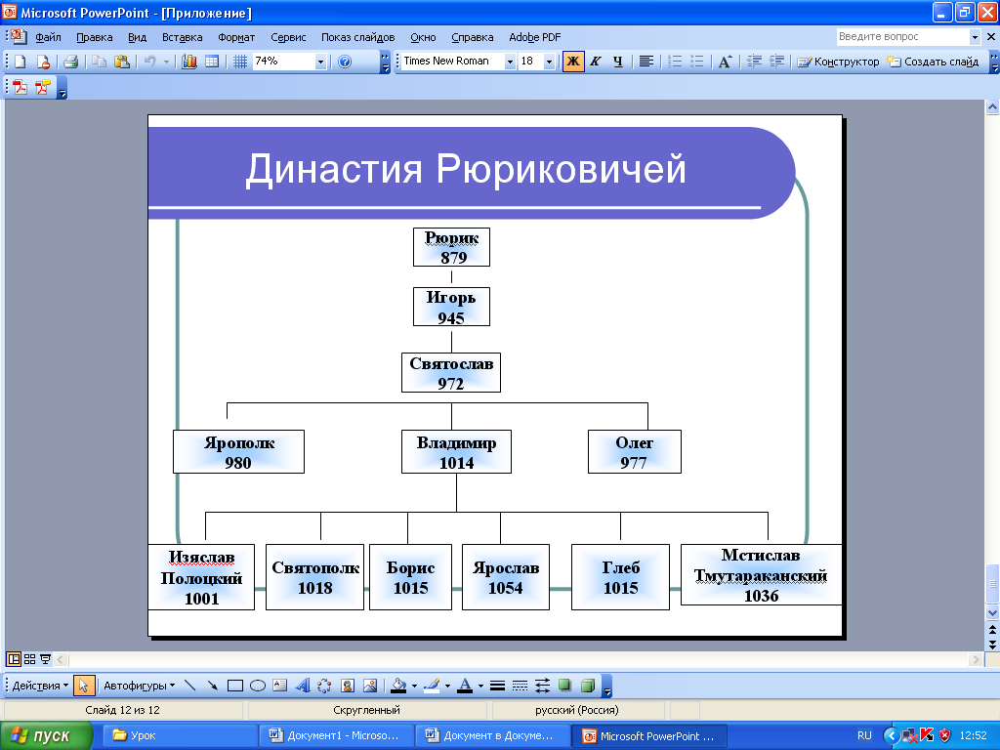 Microsoft PowerPoint - [Приложение]
Файл Правка Вид Вставка Формат Сервис Показ слайдов Окно Справка Adobe PDF Введите вопрос
74% Times New Roman 18 Ж К Ч Конструктор Создать слайд
Династия Рюриковичей
Рюрик
879
Игорь
945
Святослав
972
Ярополк
980
Владимир
1014
Олег
977
Изяслав
Полоцкий
1001
Святополк
1018
Борис
1015
Ярослав
1054
Глеб
1015
Мстислав
Тмутараканский
1036
Действия Автофигуры
Слайд 12 из 12 Скругленный русский (Россия)
пуск Урок Документ1 - Microso... Документ в Докуме... Microsoft PowerPoint ... RU 12:52